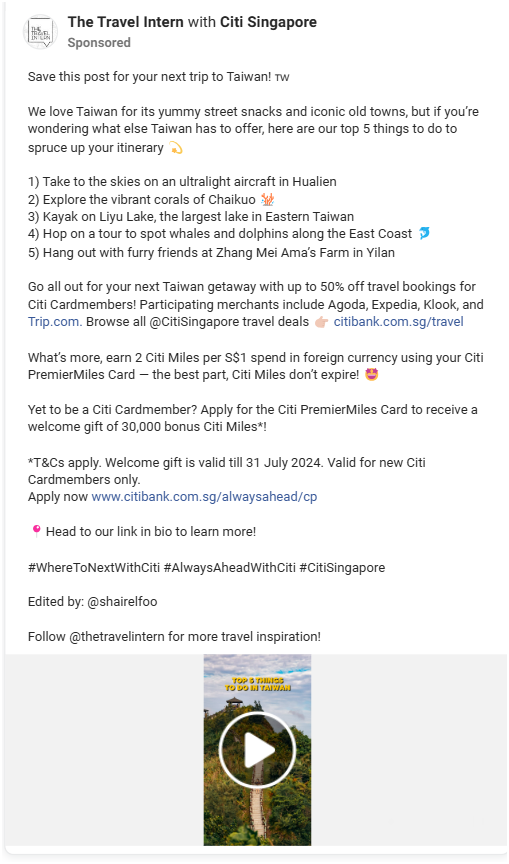 THE
TRAVEL
INTERN
The Travel Intern with Citi Singapore
Sponsored
Save this post for your next trip to Taiwan! TW
We love Taiwan for its yummy street snacks and iconic old towns, but if you’re
wondering what else Taiwan has to offer, here are our top 5 things to do to
spruce up your itinerary 💫
1) Take to the skies on an ultralight aircraft in Hualien
2) Explore the vibrant corals of Chaikuo 🪸
3) Kayak on Liyu Lake, the largest lake in Eastern Taiwan
4) Hop on a tour to spot whales and dolphins along the East Coast 🐬
5) Hang out with furry friends at Zhang Mei Ama’s Farm in Yilan
Go all out for your next Taiwan getaway with up to 50% off travel bookings for
Citi Cardmembers! Participating merchants include Agoda, Expedia, Klook, and
Trip.com. Browse all @CitiSingapore travel deals 👉🏻 citibank.com.sg/travel
What’s more, earn 2 Citi Miles per S$1 spend in foreign currency using your Citi
PremierMiles Card — the best part, Citi Miles don’t expire! 🤩
Yet to be a Citi Cardmember? Apply for the Citi PremierMiles Card to receive a
welcome gift of 30,000 bonus Citi Miles*!
*T&Cs apply. Welcome gift is valid till 31 July 2024. Valid for new Citi
Cardmembers only.
Apply now www.citibank.com.sg/alwaysahead/cp
📍 Head to our link in bio to learn more!
#WhereToNextWithCiti #AlwaysAheadWithCiti #CitiSingapore
Edited by: @shairelfoo
Follow @thetravelintern for more travel inspiration!
TOP 5 THINGS
TO DO IN TAIWAN